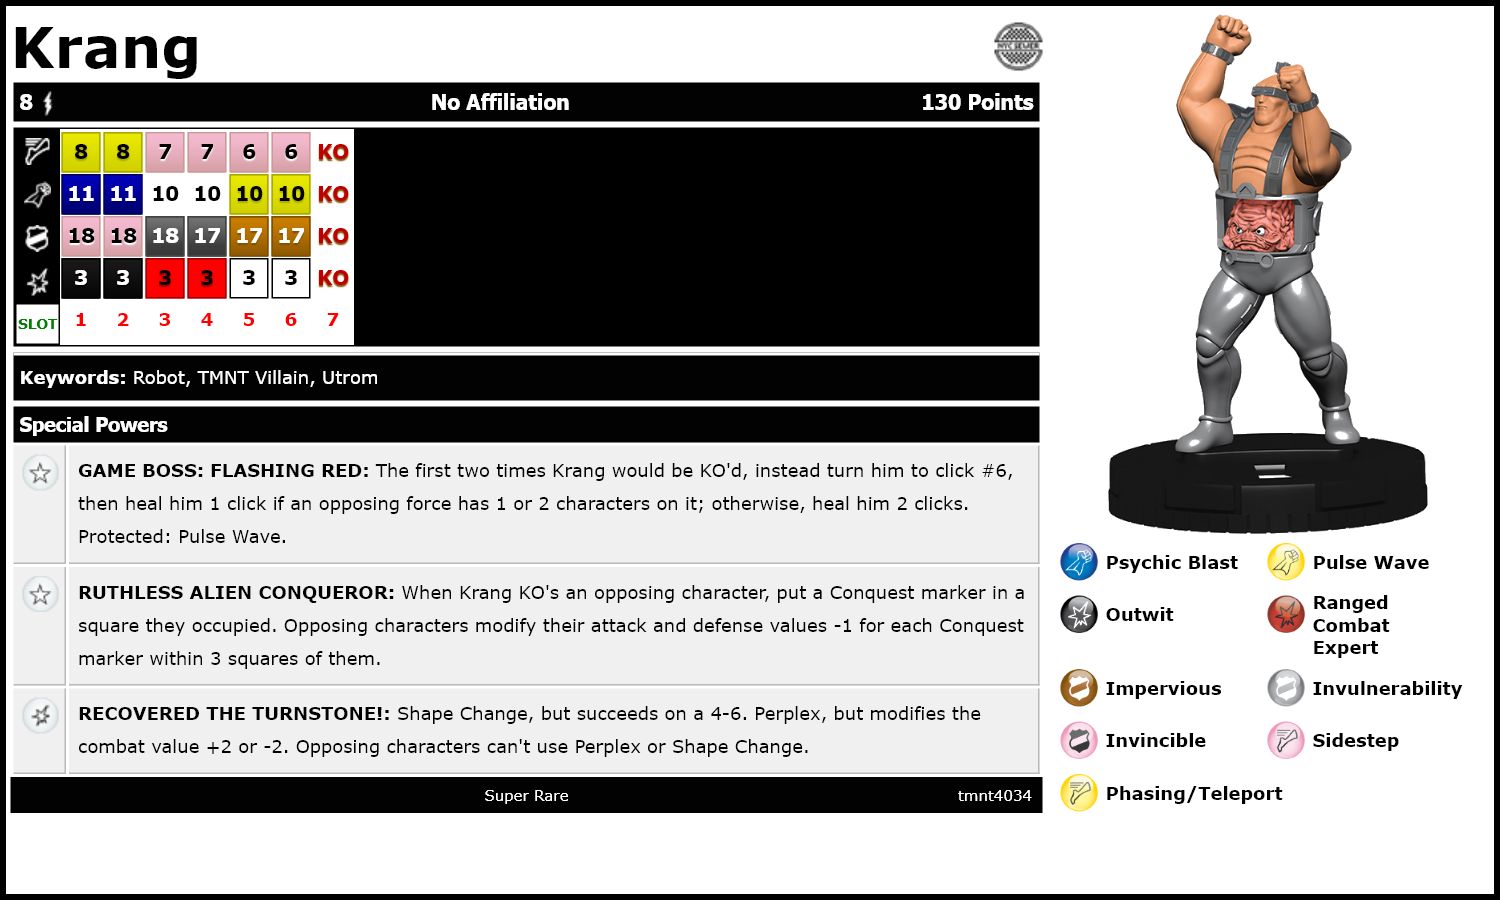 Krang
8 No Affiliation 130 Points
8 8 7 7 6 6 KO
11 11 10 10 10 10 KO
18 18 18 17 17 17 KO
3 3 3 3 3 3 KO
SLOT 1 2 3 4 5 6 7
Keywords: Robot, TMNT Villain, Utrom
Special Powers
GAME BOSS: FLASHING RED: The first two times Krang would be KO'd, instead turn him to click #6,
then heal him 1 click if an opposing force has 1 or 2 characters on it; otherwise, heal him 2 clicks.
Protected: Pulse Wave.
RUTHLESS ALIEN CONQUEROR: When Krang KO's an opposing character, put a Conquest marker in a
square they occupied. Opposing characters modify their attack and defense values -1 for each Conquest
marker within 3 squares of them.
RECOVERED THE TURNSTONE!: Shape Change, but succeeds on a 4-6. Perplex, but modifies the
combat value +2 or -2. Opposing characters can't use Perplex or Shape Change.
Super Rare tmnt4034
Psychic Blast Pulse Wave
Outwit
Ranged
Combat
Expert
Impervious Invulnerability
Invincible Sidestep
Phasing/Teleport